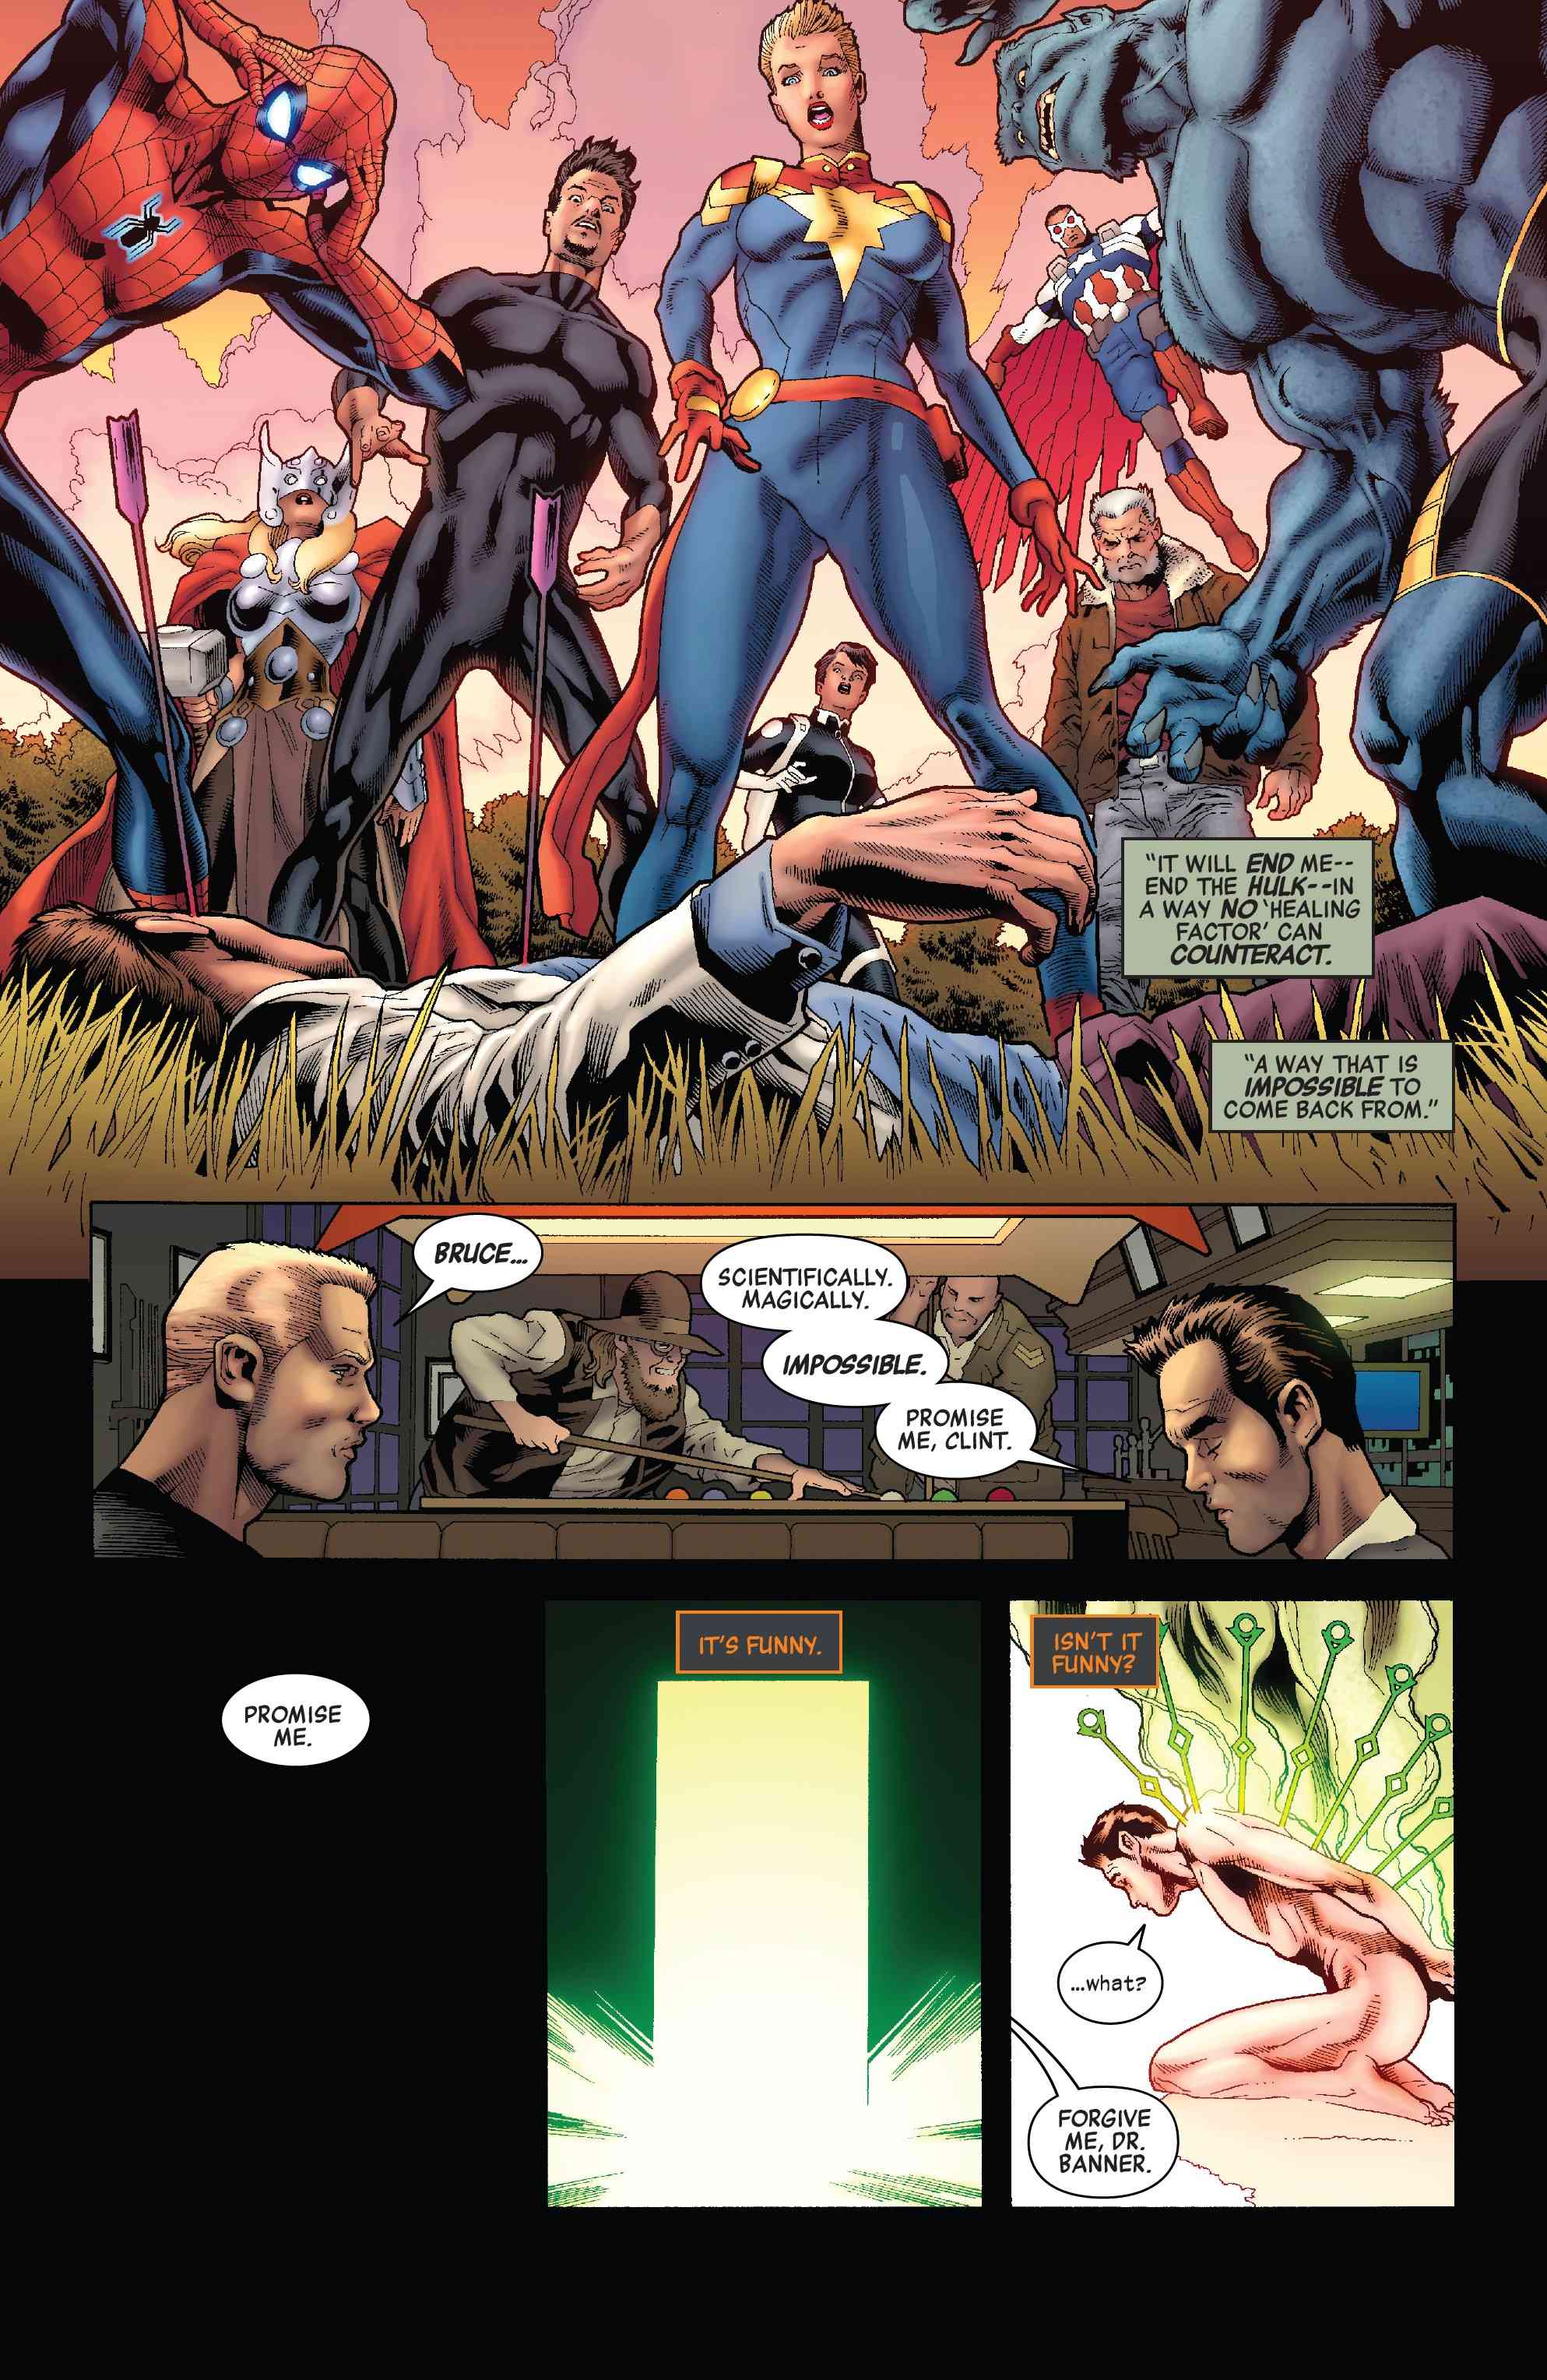 “IT WILL END ME--
END THE HULK--IN
A WAY NO ‘HEALING
FACTOR’ CAN
COUNTERACT.
“A WAY THAT IS
IMPOSSIBLE TO
COME BACK FROM.”
BRUCE...
SCIENTIFICALLY.
MAGICALLY.
IMPOSSIBLE.
PROMISE
ME, CLINT.
PROMISE
ME.
IT’S FUNNY.
ISN’T IT
FUNNY?
...what?
FORGIVE
ME, DR.
BANNER.